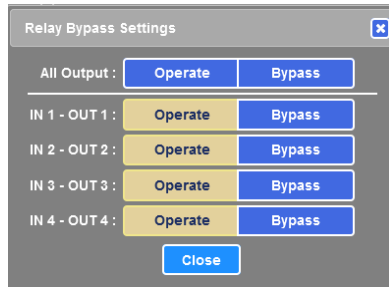 Relay Bypass Settings
All Output : Operate Bypass
IN 1 - OUT 1 : Operate Bypass
IN 2 - OUT 2 : Operate Bypass
IN 3 - OUT 3 : Operate Bypass
IN 4 - OUT 4 : Operate Bypass
Close